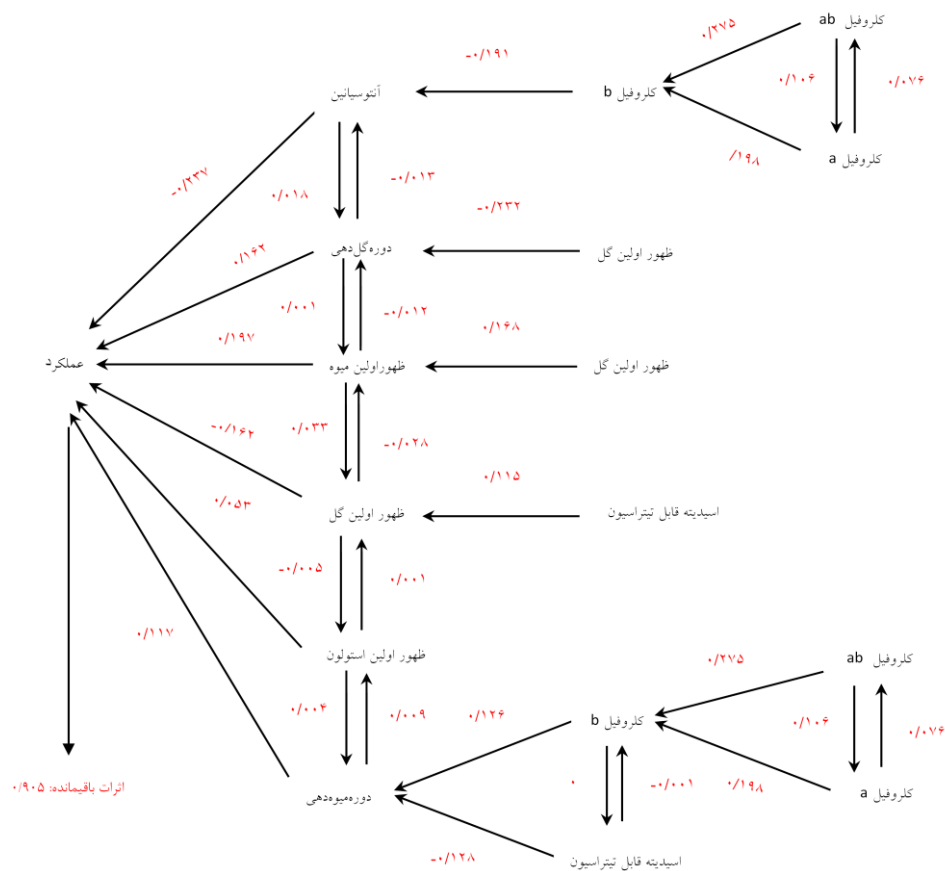 کلروفیل ab
۰/۲۷۵
-۰/۱۹۱
۰/۱۰۶
۰/۰۷۶
آنتوسیانین
کلروفیل b
/۱۹۸
کلروفیل a
-۰/۲۳۷
۰/۰۱۸
-۰/۰۱۳
-۰/۲۳۲
دوره گل‌دهی
ظهور اولین گل
۰/۱۶۲
۰/۰۰۱
-۰/۰۱۲
۰/۱۶۸
۰/۱۹۷
عملکرد
ظهوراولین میوه
ظهور اولین گل
-۰/۱۶۲
۰/۰۳۳
-۰/۰۲۸
۰/۱۱۵
۰/۰۵۳
ظهور اولین گل
اسیدیته قابل تیتراسیون
-۰/۰۰۵
۰/۰۰۱
۰/۱۱۷
ظهور اولین استولون
۰/۲۷۵
کلروفیل ab
۰/۰۰۴
۰/۰۰۹
۰/۱۲۶
کلروفیل b
۰/۱۰۶
۰/۰۷۶
اثرات باقیمانده: ۰/۹۰۵
دوره‌میوه‌دهی
۰
-۰/۰۰۱
۰/۱۹۸
کلروفیل a
-۰/۱۲۸
اسیدیته قابل تیتراسیون